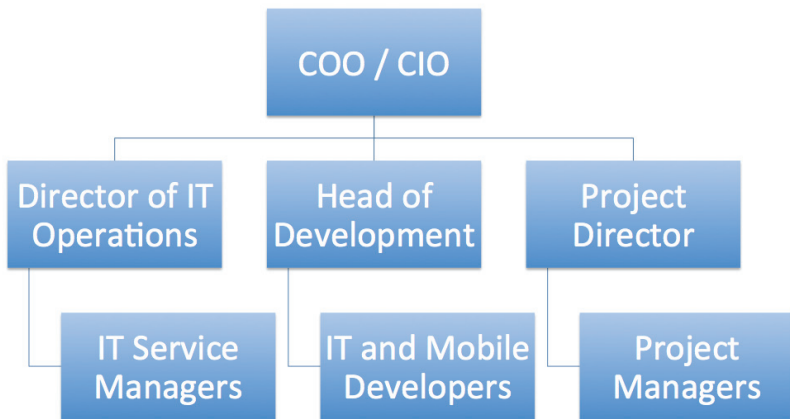 COO / CIO
Director of IT
Operations
Head of
Development
Project
Director
IT Service
Managers
IT and Mobile
Developers
Project
Managers